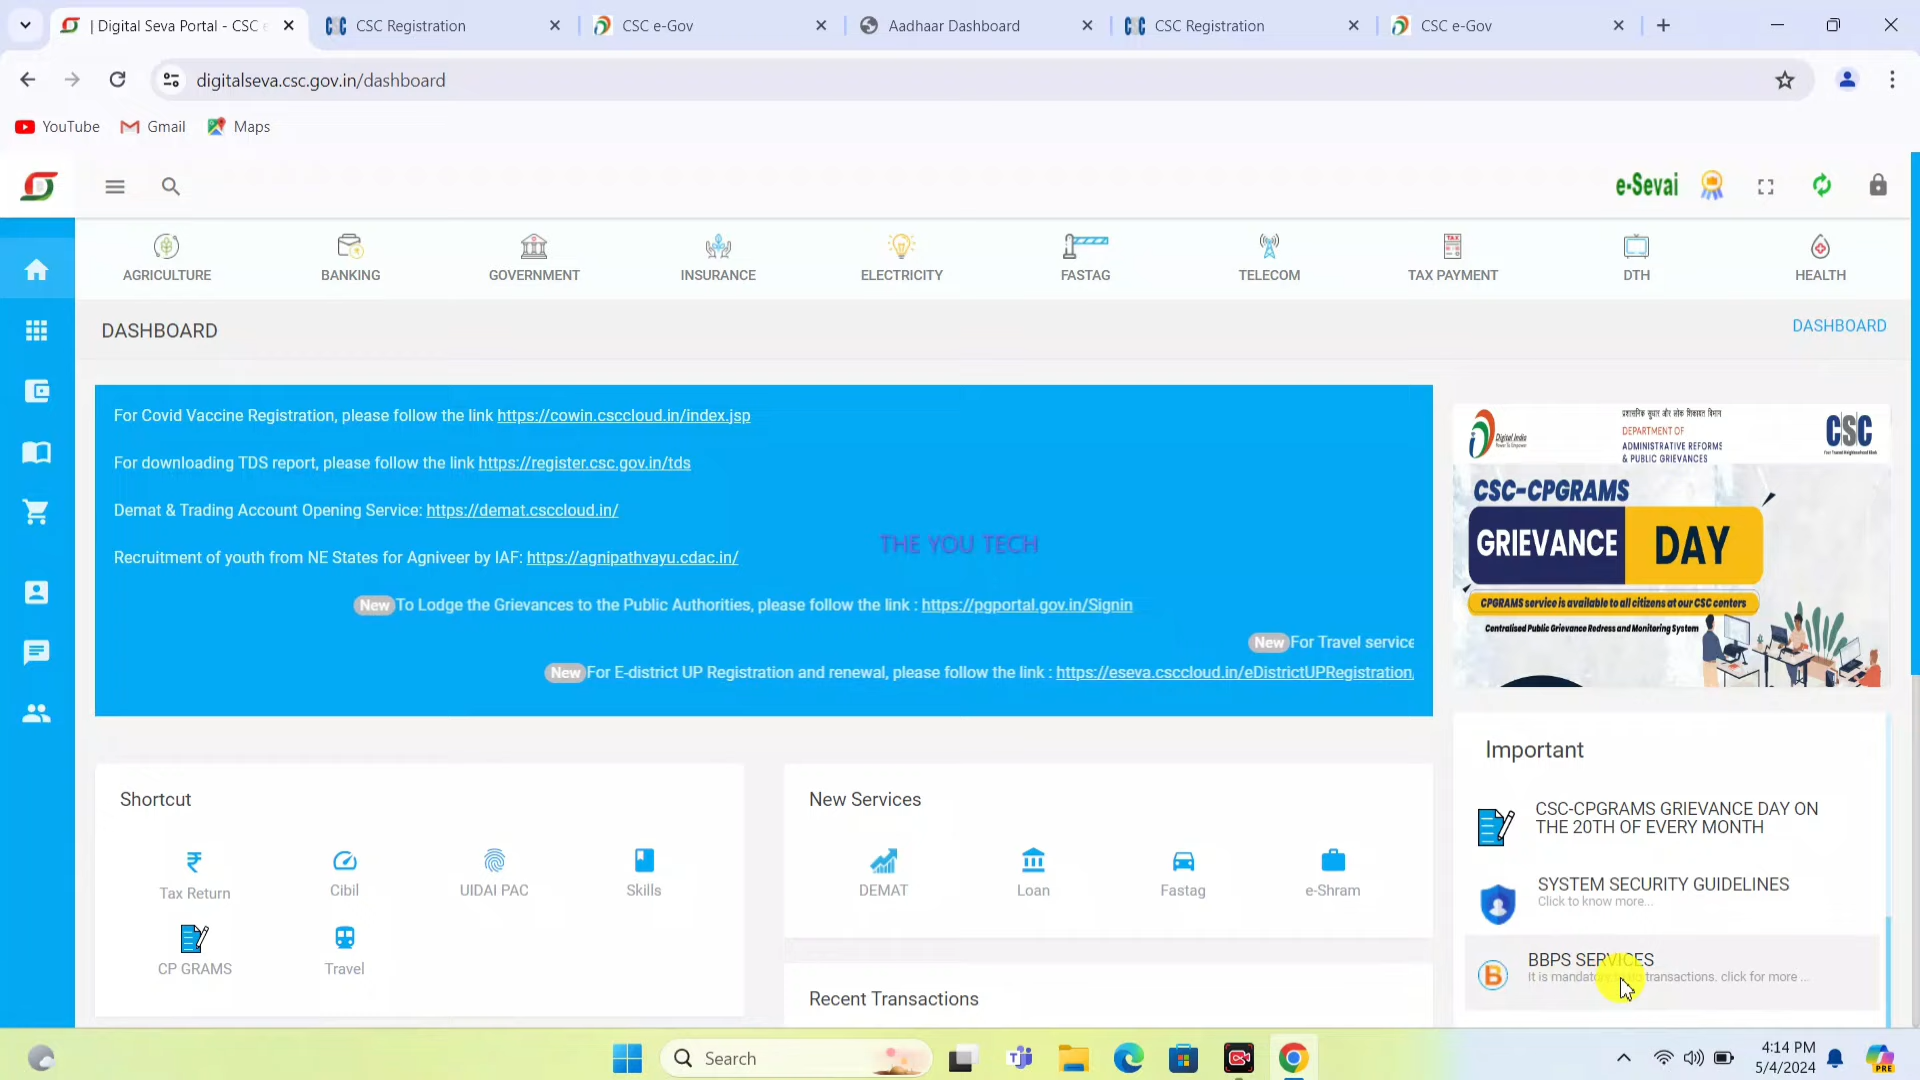 | Digital Seva Portal - CSC e
CSC Registration
CSC e-Gov
Aadhaar Dashboard
CSC Registration
CSC e-Gov
digitalseva.csc.gov.in/dashboard
YouTube
Gmail
Maps
e-Sevai
AGRICULTURE
BANKING
GOVERNMENT
INSURANCE
ELECTRICITY
FASTAG
TELECOM
TAX PAYMENT
DTH
HEALTH
DASHBOARD
DASHBOARD
For Covid Vaccine Registration, please follow the link https://cowin.csccloud.in/index.jsp
For downloading TDS report, please follow the link https://register.csc.gov.in/tds
Demat & Trading Account Opening Service: https://demat.csccloud.in/
THE YOU TECH
Recruitment of youth from NE States for Agniveer by IAF: https://agnipathvayu.cdac.in/
New To Lodge the Grievances to the Public Authorities, please follow the link : https://pgportal.gov.in/Signin
New For Travel service
New For E-district UP Registration and renewal, please follow the link : https://eseva.csccloud.in/eDistrictUPRegistration
Digital India
प्रशासनिक सुधार और लोक शिकायत विभाग
DEPARTMENT OF
ADMINISTRATIVE REFORMS
& PUBLIC GRIEVANCES
CSC
CSC-CPGRAMS
GRIEVANCE DAY
CPGRAMS service is available to all citizens at our CSC centers
Centralised Public Grievance Redress and Monitoring System
Important
CSC-CPGRAMS GRIEVANCE DAY ON
THE 20TH OF EVERY MONTH
SYSTEM SECURITY GUIDELINES
Click to know more...
BBPS SERVICES
transactions, click for more ...
Shortcut
Tax Return
Cibil
UIDAI PAC
Skills
CP GRAMS
Travel
New Services
DEMAT
Loan
Fastag
e-Shram
Recent Transactions
Search
4:14 PM
5/4/2024
PRE